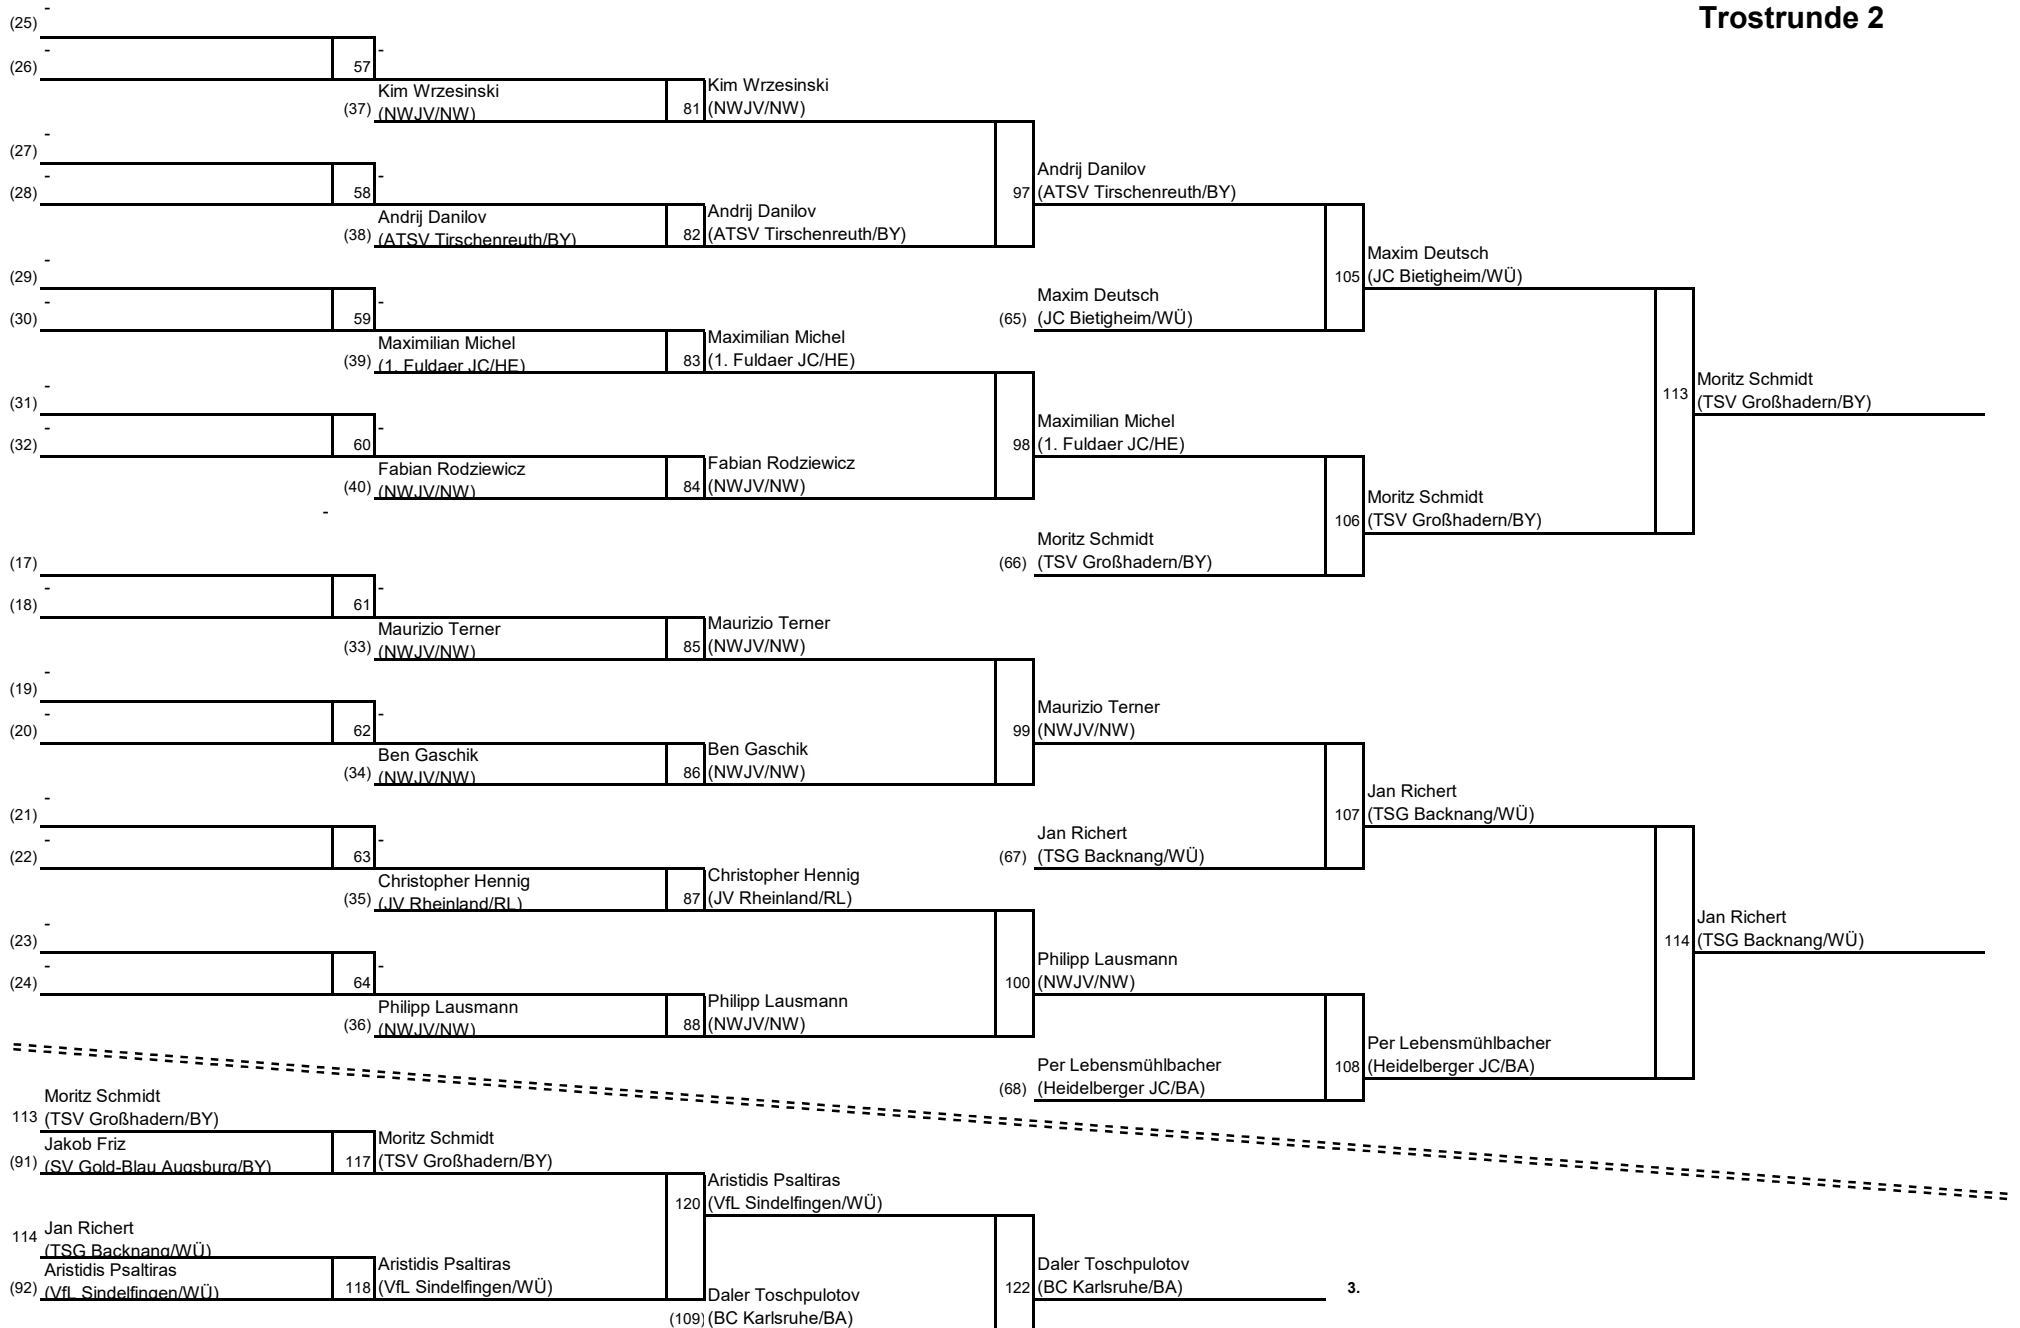 Trostrunde 2
(25) -
(26) -
57 -
(37) Kim Wrzesinski
(NWJV/NW)
81 Kim Wrzesinski
(NWJV/NW)
(27) -
(28) -
58 -
(38) Andrij Danilov
(ATSV Tirschenreuth/BY)
82 Andrij Danilov
(ATSV Tirschenreuth/BY)
97 Andrij Danilov
(ATSV Tirschenreuth/BY)
(29) -
(30) -
59 -
(39) Maximilian Michel
(1. Fuldaer JC/HE)
83 Maximilian Michel
(1. Fuldaer JC/HE)
(65) Maxim Deutsch
(JC Bietigheim/WÜ)
105 Maxim Deutsch
(JC Bietigheim/WÜ)
(31) -
(32) -
60 -
(40) Fabian Rodziewicz
(NWJV/NW)
84 Fabian Rodziewicz
(NWJV/NW)
98 Maximilian Michel
(1. Fuldaer JC/HE)
113 Moritz Schmidt
(TSV Großhadern/BY)
-
(66) Moritz Schmidt
(TSV Großhadern/BY)
106 Moritz Schmidt
(TSV Großhadern/BY)
(17)
(18) -
61 -
(33) Maurizio Terner
(NWJV/NW)
85 Maurizio Terner
(NWJV/NW)
(19) -
(20) -
62 -
(34) Ben Gaschik
(NWJV/NW)
86 Ben Gaschik
(NWJV/NW)
99 Maurizio Terner
(NWJV/NW)
(21) -
(22) -
63 -
(35) Christopher Hennig
(JV Rheinland/RL)
87 Christopher Hennig
(JV Rheinland/RL)
(67) Jan Richert
(TSG Backnang/WÜ)
107 Jan Richert
(TSG Backnang/WÜ)
(23) -
(24) -
64 -
(36) Philipp Lausmann
(NWJV/NW)
88 Philipp Lausmann
(NWJV/NW)
100 Philipp Lausmann
(NWJV/NW)
114 Jan Richert
(TSG Backnang/WÜ)
(68) Per Lebensmühlbacher
(Heidelberger JC/BA)
108 Per Lebensmühlbacher
(Heidelberger JC/BA)
113 Moritz Schmidt
(TSV Großhadern/BY)
(91) Jakob Friz
(SV Gold-Blau Augsburg/BY)
117 Moritz Schmidt
(TSV Großhadern/BY)
120 Aristidis Psaltiras
(VfL Sindelfingen/WÜ)
114 Jan Richert
(TSG Backnang/WÜ)
(92) Aristidis Psaltiras
(VfL Sindelfingen/WÜ)
118 Aristidis Psaltiras
(VfL Sindelfingen/WÜ)
(109) Daler Toschpulotov
(BC Karlsruhe/BA)
122 Daler Toschpulotov
(BC Karlsruhe/BA)
3.